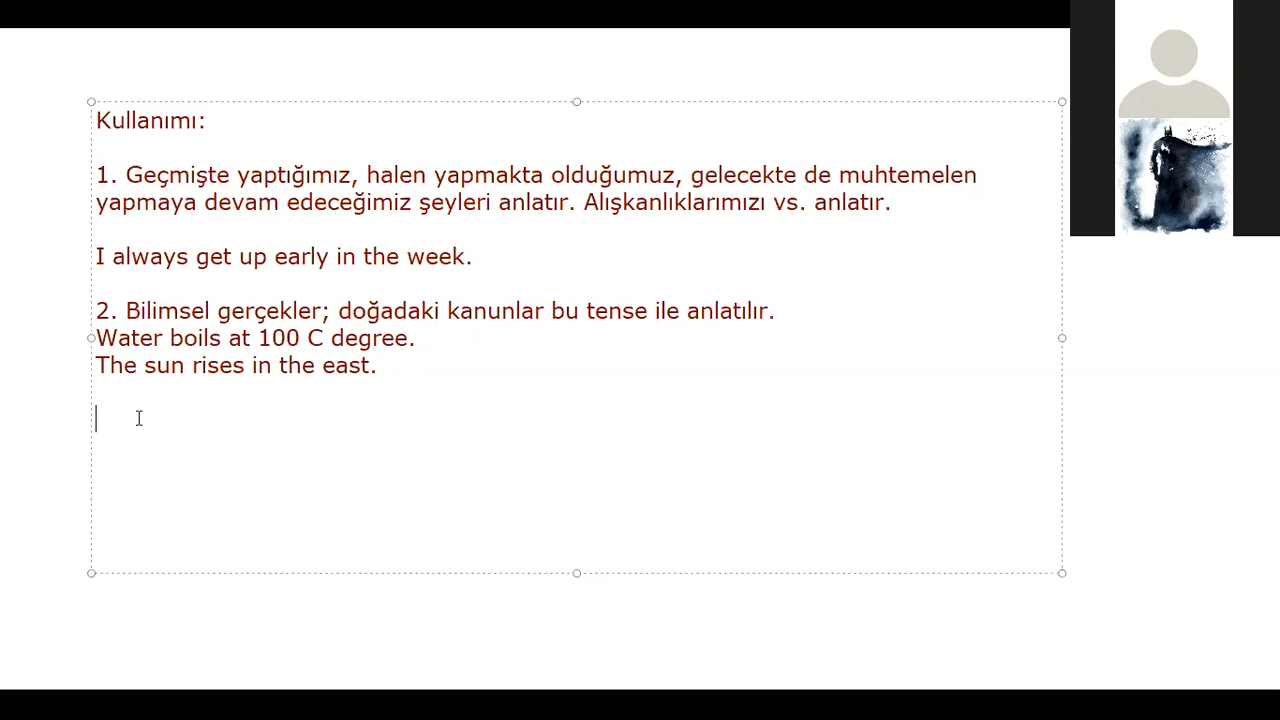 Kullanımı:
1. Geçmişte yaptığımız, halen yapmakta olduğumuz, gelecekte de muhtemelen
yapmaya devam edeceğimiz şeyleri anlatır. Alışkanlıklarımızı vs. anlatır.
I always get up early in the week.
2. Bilimsel gerçekler; doğadaki kanunlar bu tense ile anlatılır.
Water boils at 100 C degree.
The sun rises in the east.